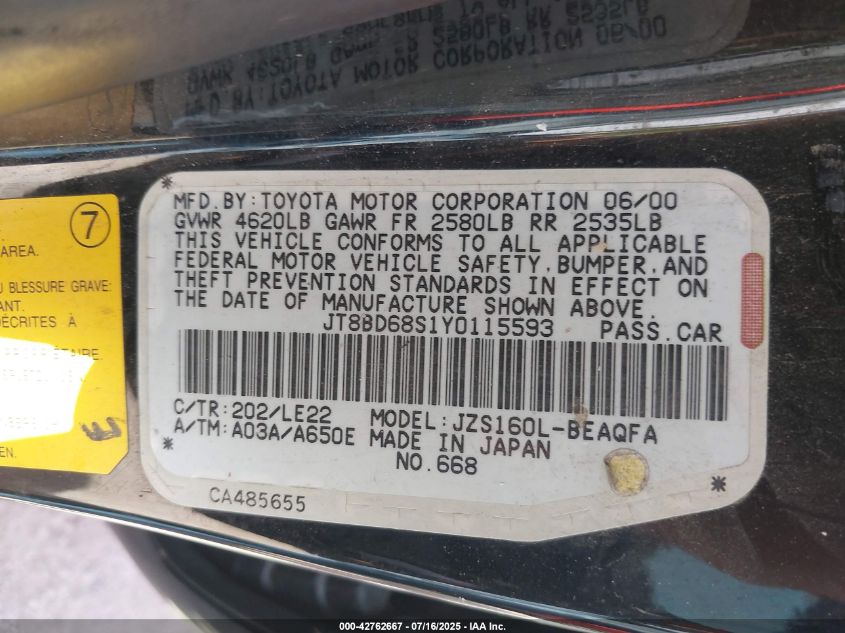 MFD.BY:TOYOTA MOTOR CORPORATION 06/00
GVWR 4620LB GAWR FR 2580LB RR 2535LB
THIS VEHICLE CONFORMS TO ALL APPLICABLE
FEDERAL MOTOR VEHICLE SAFETY,BUMPER,AND
THEFT PREVENTION STANDARDS IN EFFECT ON
THE DATE OF MANUFACTURE SHOWN ABOVE.
JT8BD68S1Y0115593 PASS.CAR
C/TR:202/LE22 MODEL:JZS160L-BEAQFA
A/TM:A03A/A650E MADE IN JAPAN
NO.668
CA485655
7
AREA.
U BLESSURE GRAVE
ANT.
DÉCRITES À
EN.
000-42762667 - 07/16/2025 - IAA Inc.